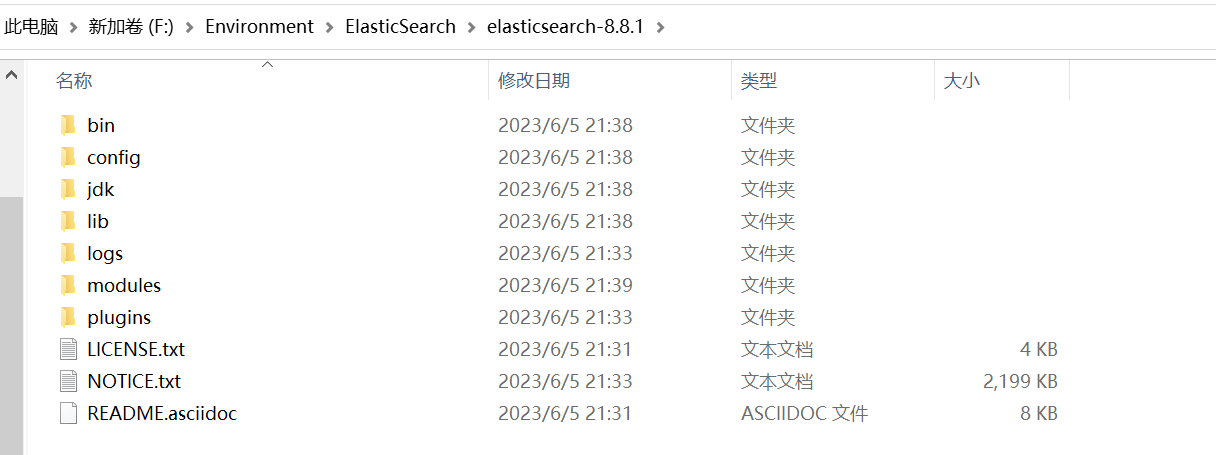 此电脑 > 新加卷 (F:) > Environment > ElasticSearch > elasticsearch-8.8.1 >
名称 修改日期 类型 大小
bin 2023/6/5 21:38 文件夹
config 2023/6/5 21:38 文件夹
jdk 2023/6/5 21:38 文件夹
lib 2023/6/5 21:38 文件夹
logs 2023/6/5 21:33 文件夹
modules 2023/6/5 21:39 文件夹
plugins 2023/6/5 21:33 文件夹
LICENSE.txt 2023/6/5 21:31 文本文档 4 KB
NOTICE.txt 2023/6/5 21:33 文本文档 2,199 KB
README.asciidoc 2023/6/5 21:31 ASCIIDOC 文件 8 KB